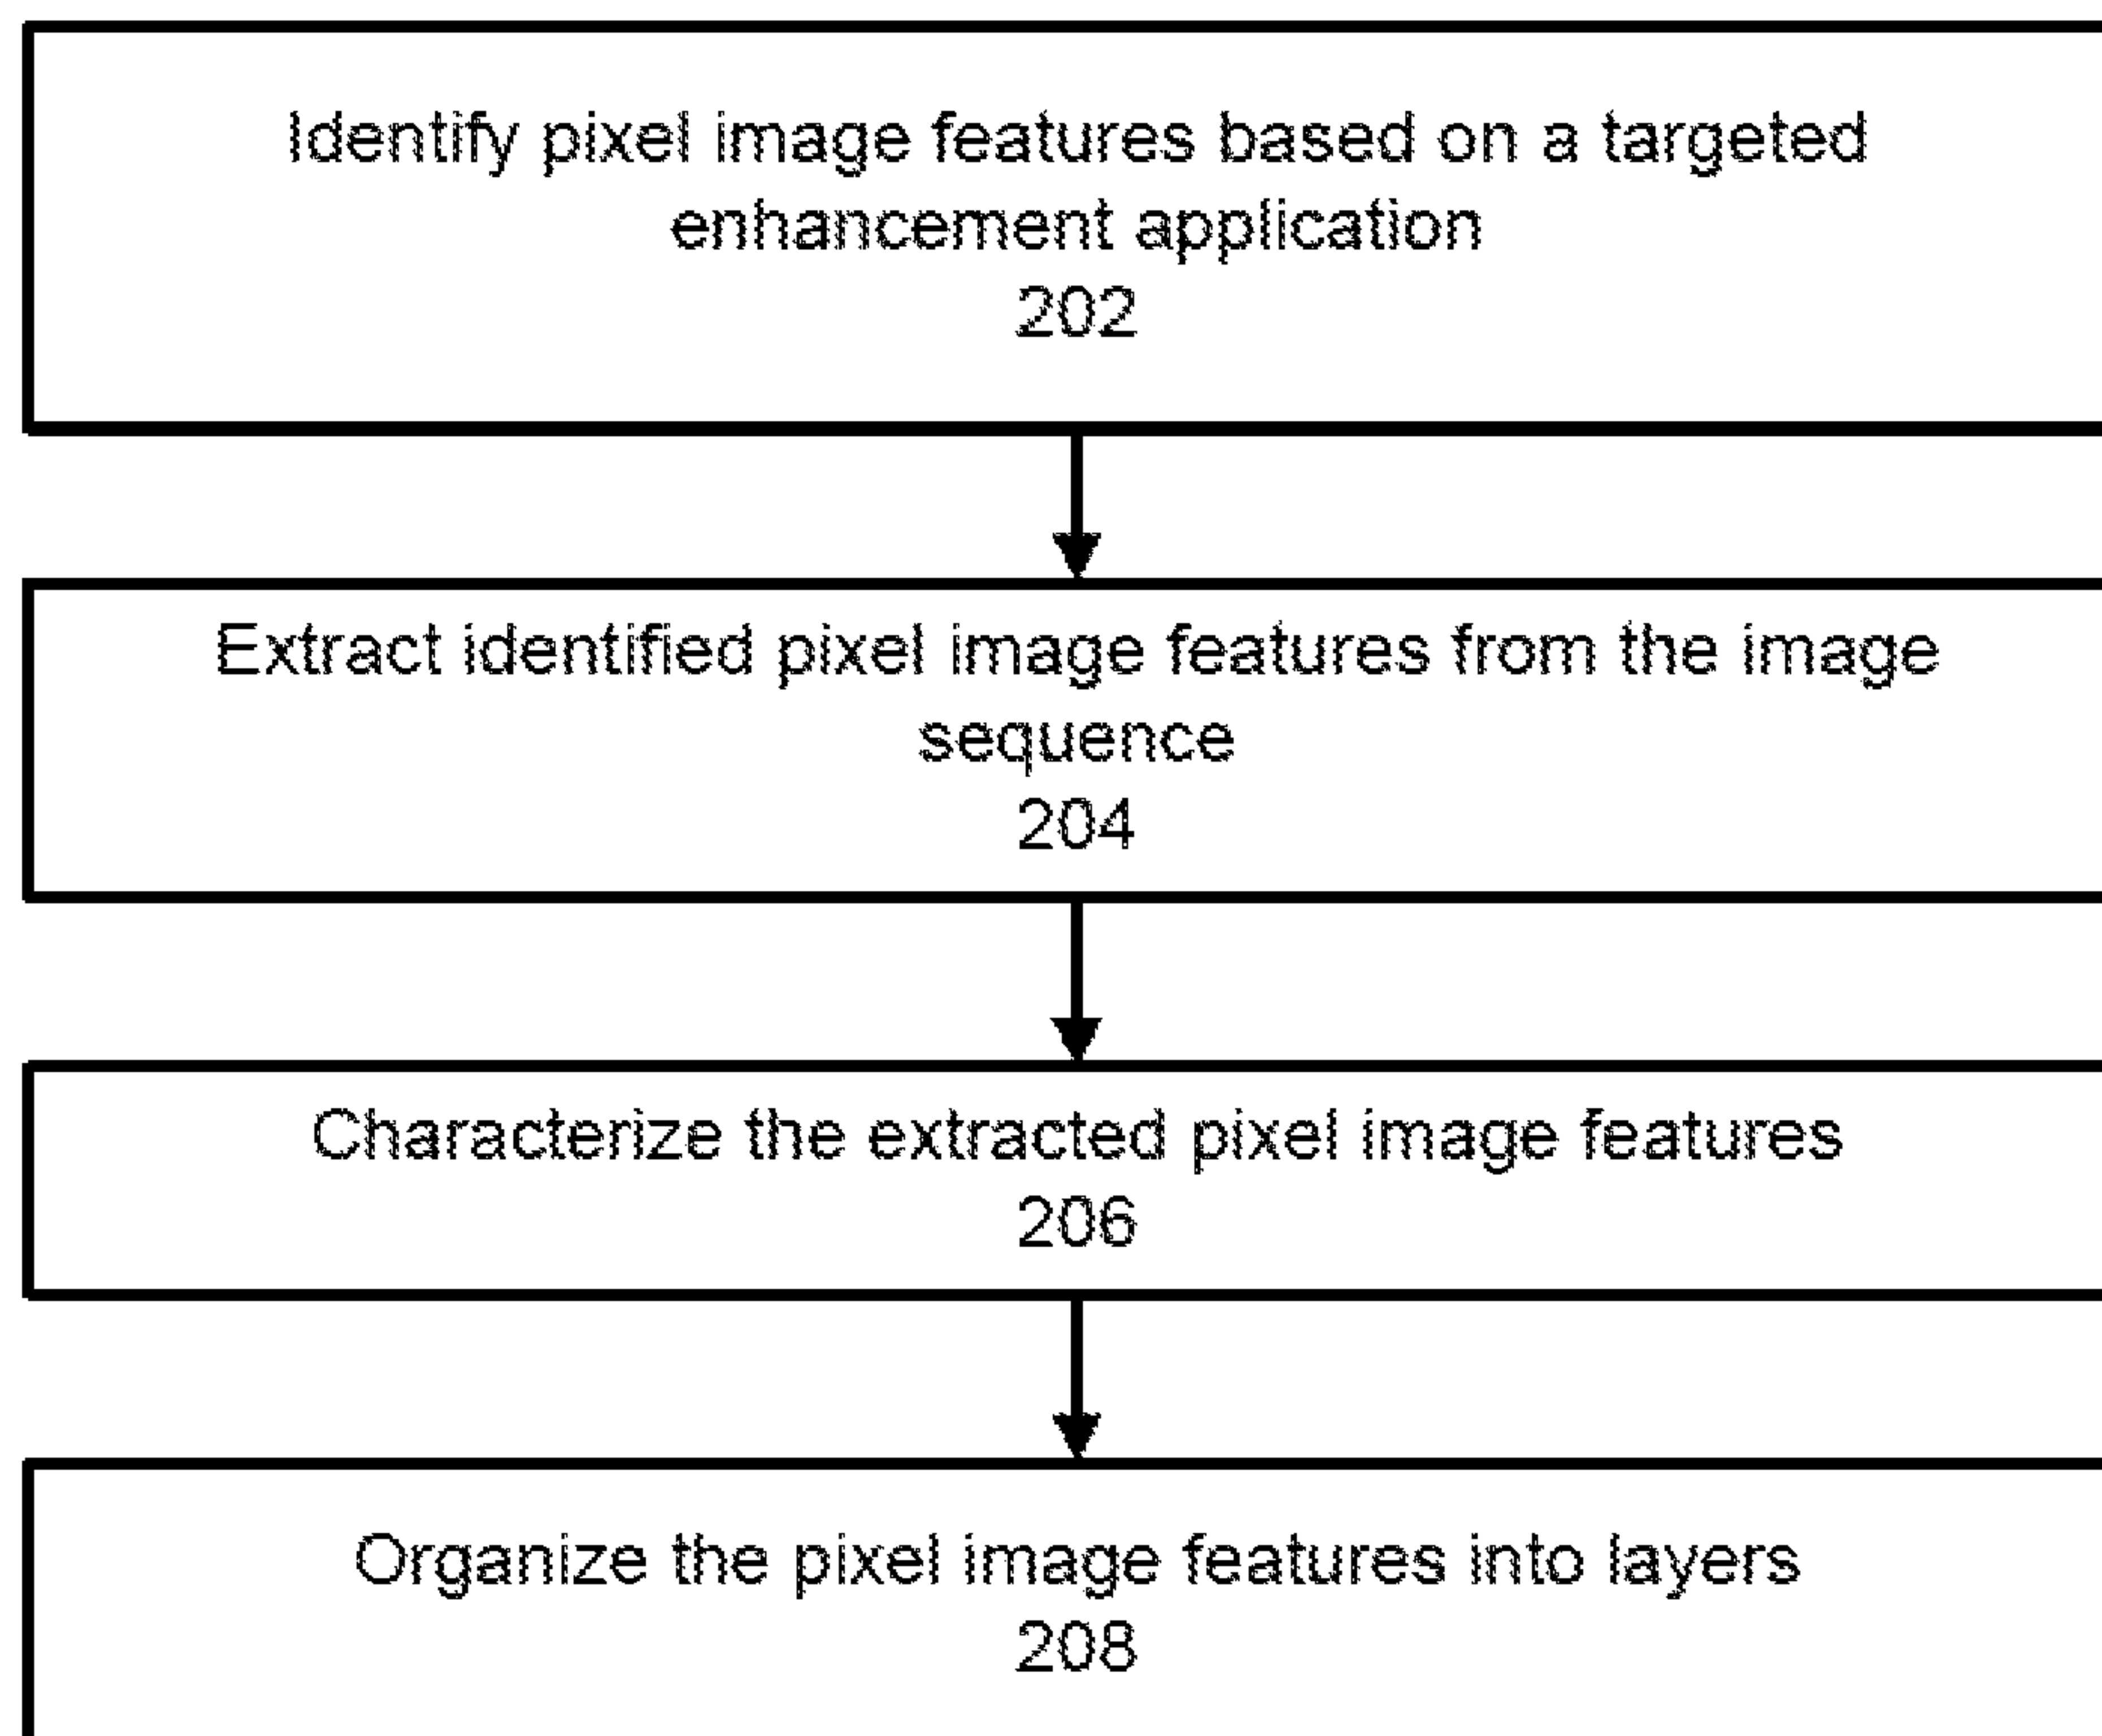 Identify pixel image features based on a targeted
enhancement application
202
Extract identified pixel image features from the image
sequence
204
Characterize the extracted pixel image features
206
Organize the pixel image features into layers
208